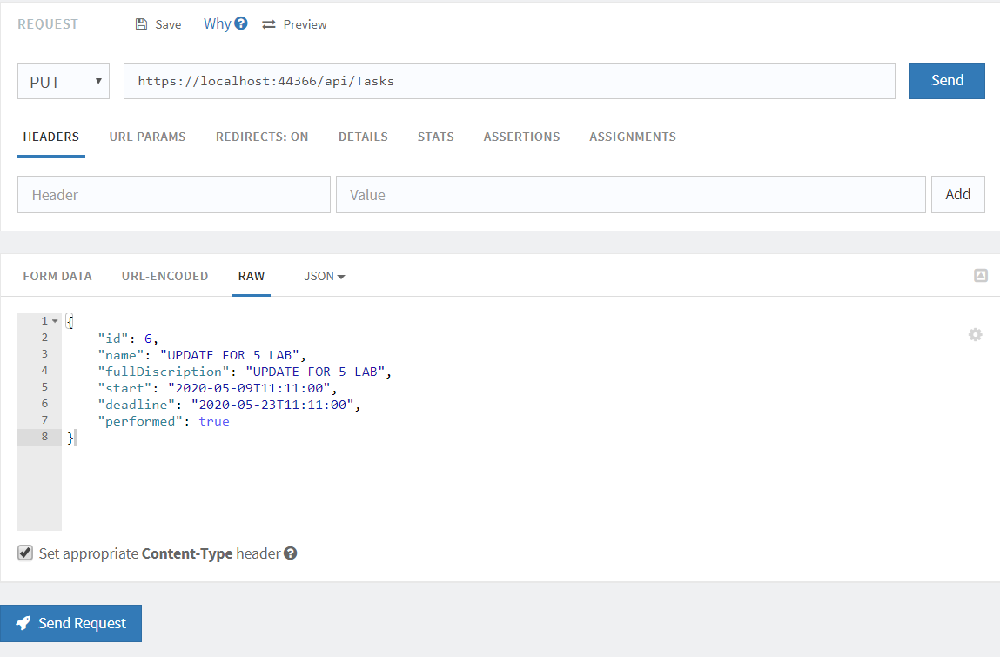 REQUEST Save Why Preview
PUT https://localhost:44366/api/Tasks Send
HEADERS URL PARAMS REDIRECTS: ON DETAILS STATS ASSERTIONS ASSIGNMENTS
Header Value Add
FORM DATA URL-ENCODED RAW JSON
1 {
2 "id": 6,
3 "name": "UPDATE FOR 5 LAB",
4 "fullDiscription": "UPDATE FOR 5 LAB",
5 "start": "2020-05-09T11:11:00",
6 "deadline": "2020-05-23T11:11:00",
7 "performed": true
8 }
Set appropriate Content-Type header
Send Request